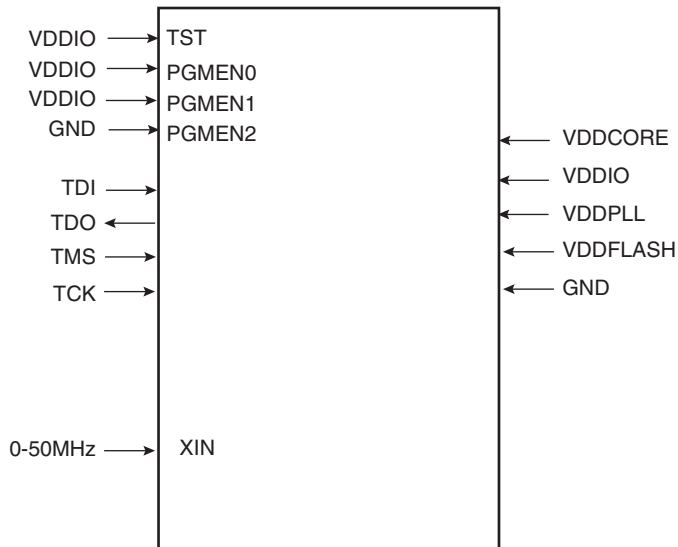 VDDIO TST
VDDIO PGMEN0
VDDIO PGMEN1
GND PGMEN2
VDDCORE
VDDIO
TDI
VDDPLL
TDO
VDDFLASH
TMS
GND
TCK
0-50MHz XIN